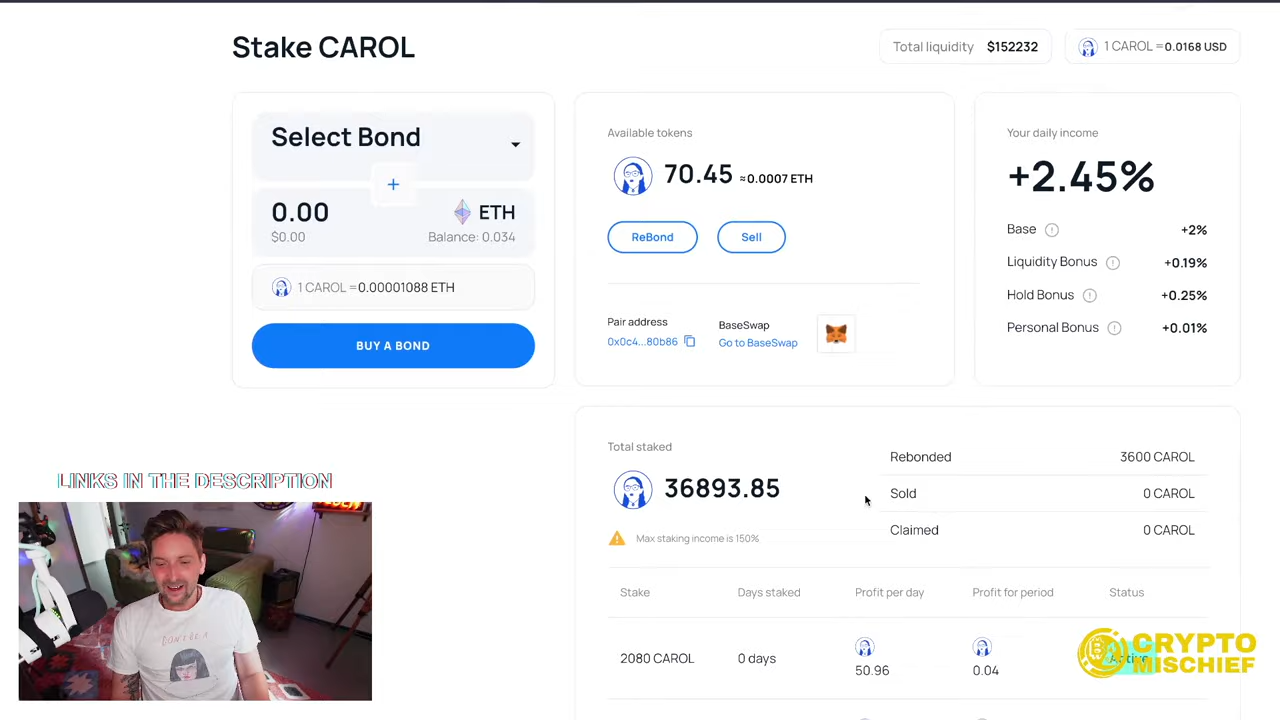 Stake CAROL
Total liquidity $152232
1 CAROL =0.0168 USD
Select Bond
+
0.00
ETH
$0.00
Balance: 0.034
1 CAROL =0.00001088 ETH
BUY A BOND
Available tokens
70.45 ≈0.0007 ETH
ReBond
Sell
Pair address
0x0c4...80b86
BaseSwap
Go to BaseSwap
Your daily income
+2.45%
Base +2%
Liquidity Bonus +0.19%
Hold Bonus +0.25%
Personal Bonus +0.01%
Total staked
36893.85
Max staking income is 150%
Rebonded 3600 CAROL
Sold 0 CAROL
Claimed 0 CAROL
Stake Days staked Profit per day Profit for period Status
2080 CAROL 0 days 50.96 0.04 Active
LINKS IN THE DESCRIPTION
CRYPTO
MISCHIEF